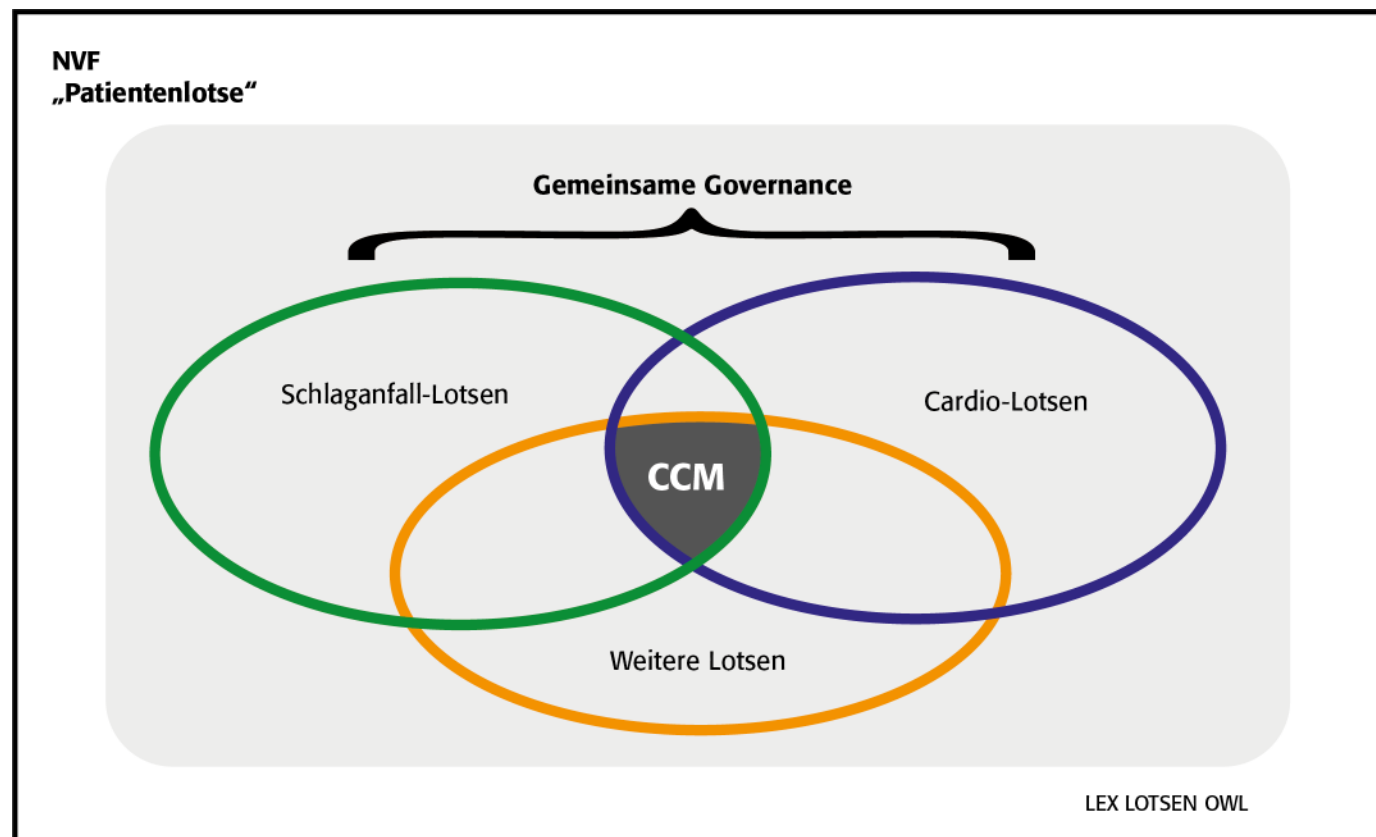 NVF
„Patientenlotse“
Gemeinsame Governance
Schlaganfall-Lotsen
Cardio-Lotsen
CCM
Weitere Lotsen
LEX LOTSEN OWL